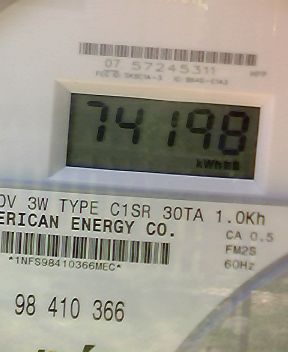 07 57245311
74198
kWh
0V 3W TYPE C1SR 30TA 1.0Kh
ERICAN ENERGY CO.
CA 0.5
FM2S
60Hz
*1NFS98410366MEC*
98 410 366